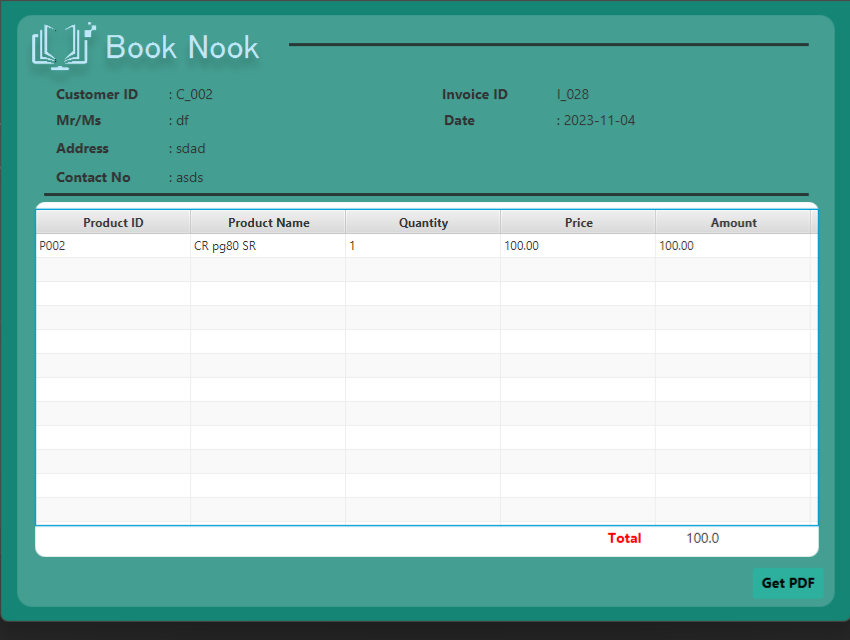 Book Nook
Customer ID : C_002 Invoice ID I_028
Mr/Ms : df Date : 2023-11-04
Address : sdad
Contact No : asds
Product ID Product Name Quantity Price Amount
P002 CR pg80 SR 1 100.00 100.00
Total 100.0
Get PDF